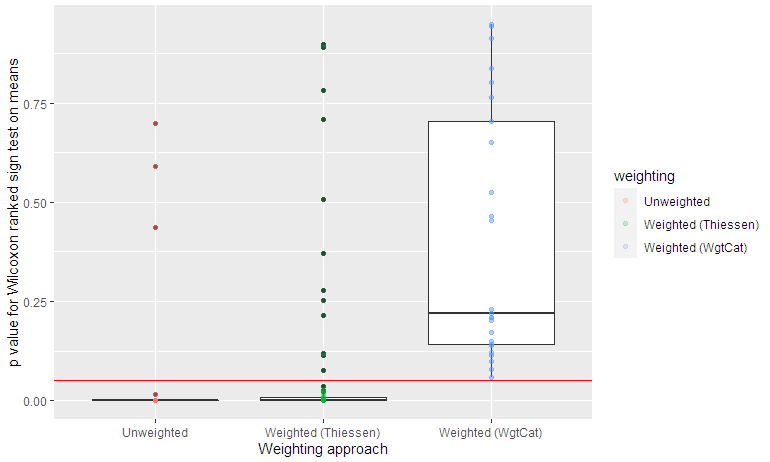 p value for Wilcoxon ranked sign test on means
0.75
0.50
0.25
0.00
Unweighted
Weighted (Thiessen)
Weighted (WgtCat)
Weighting approach
weighting
Unweighted
Weighted (Thiessen)
Weighted (WgtCat)